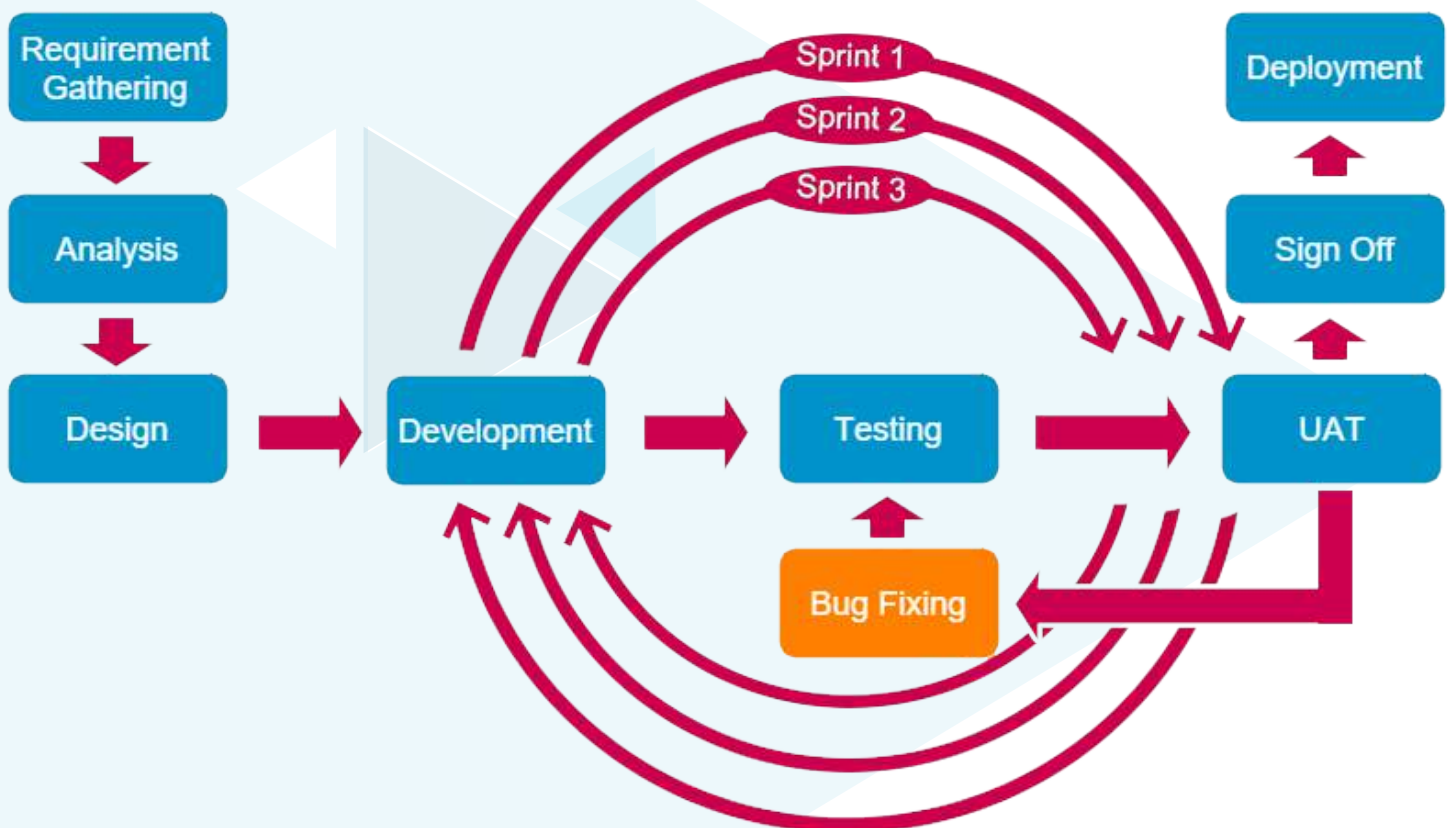 Requirement
Gathering
Analysis
Design
Development
Sprint 1
Sprint 2
Sprint 3
Testing
Bug Fixing
UAT
Sign Off
Deployment